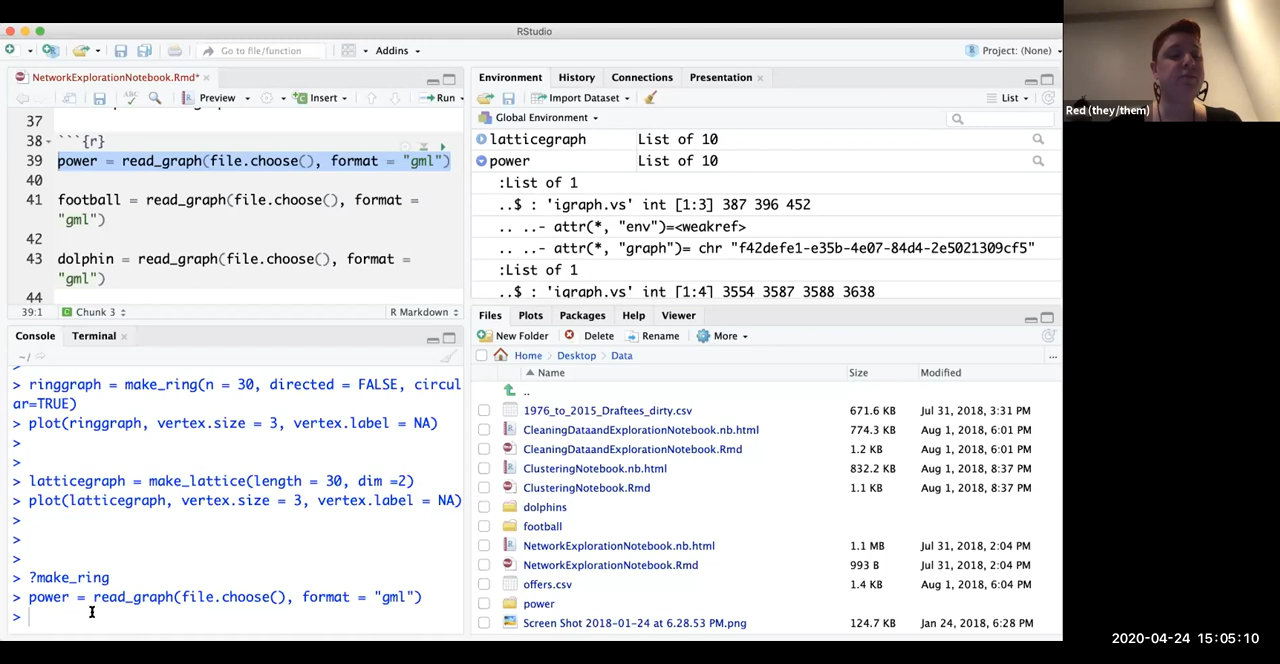 RStudio
Go to file/function
Addins
Project: (None)
NetworkExplorationNotebook.Rmd*
Preview
Insert
Run
37
38 ```{r}
39 power = read_graph(file.choose(), format = "gml")
40
41 football = read_graph(file.choose(), format =
"gml")
42
43 dolphin = read_graph(file.choose(), format =
"gml")
44
39:1 Chunk 3 R Markdown
Console Terminal
~/
>
> ringgraph = make_ring(n = 30, directed = FALSE, circul
ar=TRUE)
> plot(ringgraph, vertex.size = 3, vertex.label = NA)
>
>
> latticegraph = make_lattice(length = 30, dim =2)
> plot(latticegraph, vertex.size = 3, vertex.label = NA)
>
>
>
> ?make_ring
> power = read_graph(file.choose(), format = "gml")
>
Environment History Connections Presentation
Import Dataset List
Global Environment
latticegraph List of 10
power List of 10
:List of 1
..$ : 'igraph.vs' int [1:3] 387 396 452
.. ..- attr(*, "env")=<weakref>
.. ..- attr(*, "graph")= chr "f42defe1-e35b-4e07-84d4-2e5021309cf5"
:List of 1
..$ : 'igraph.vs' int [1:4] 3554 3587 3588 3638
Files Plots Packages Help Viewer
New Folder Delete Rename More
Home Desktop Data ...
Name Size Modified
..
1976_to_2015_Draftees_dirty.csv 671.6 KB Jul 31, 2018, 3:31 PM
CleaningDataandExplorationNotebook.nb.html 774.3 KB Aug 1, 2018, 6:01 PM
CleaningDataandExplorationNotebook.Rmd 1.2 KB Aug 1, 2018, 6:01 PM
ClusteringNotebook.nb.html 832.2 KB Aug 1, 2018, 8:37 PM
ClusteringNotebook.Rmd 1.1 KB Aug 1, 2018, 8:37 PM
dolphins
football
NetworkExplorationNotebook.nb.html 1.1 MB Jul 31, 2018, 2:04 PM
NetworkExplorationNotebook.Rmd 993 B Jul 31, 2018, 2:04 PM
offers.csv 1.4 KB Aug 1, 2018, 6:04 PM
power
Screen Shot 2018-01-24 at 6.28.53 PM.png 124.7 KB Jan 24, 2018, 6:28 PM
Red (they/them)
2020-04-24 15:05:10